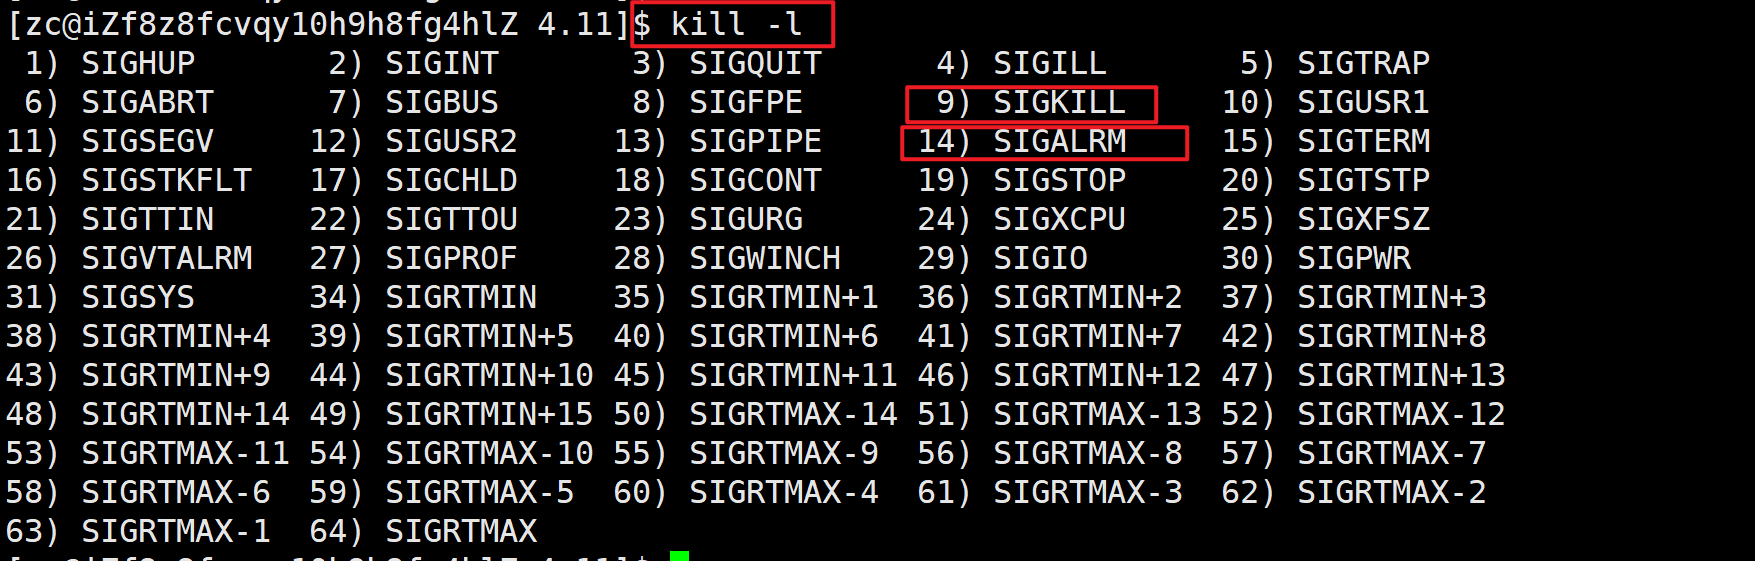 [zc@iZf8z8fcvqy10h9h8fg4hlZ 4.11]$ kill -l
 1) SIGHUP       2) SIGINT       3) SIGQUIT      4) SIGILL       5) SIGTRAP
 6) SIGABRT      7) SIGBUS       8) SIGFPE       9) SIGKILL     10) SIGUSR1
11) SIGSEGV     12) SIGUSR2     13) SIGPIPE     14) SIGALRM     15) SIGTERM
16) SIGSTKFLT   17) SIGCHLD     18) SIGCONT     19) SIGSTOP     20) SIGTSTP
21) SIGTTIN     22) SIGTTOU     23) SIGURG      24) SIGXCPU     25) SIGXFSZ
26) SIGVTALRM   27) SIGPROF     28) SIGWINCH    29) SIGIO       30) SIGPWR
31) SIGSYS      34) SIGRTMIN    35) SIGRTMIN+1  36) SIGRTMIN+2  37) SIGRTMIN+3
38) SIGRTMIN+4  39) SIGRTMIN+5  40) SIGRTMIN+6  41) SIGRTMIN+7  42) SIGRTMIN+8
43) SIGRTMIN+9  44) SIGRTMIN+10 45) SIGRTMIN+11 46) SIGRTMIN+12 47) SIGRTMIN+13
48) SIGRTMIN+14 49) SIGRTMIN+15 50) SIGRTMAX-14 51) SIGRTMAX-13 52) SIGRTMAX-12
53) SIGRTMAX-11 54) SIGRTMAX-10 55) SIGRTMAX-9  56) SIGRTMAX-8  57) SIGRTMAX-7
58) SIGRTMAX-6  59) SIGRTMAX-5  60) SIGRTMAX-4  61) SIGRTMAX-3  62) SIGRTMAX-2
63) SIGRTMAX-1  64) SIGRTMAX